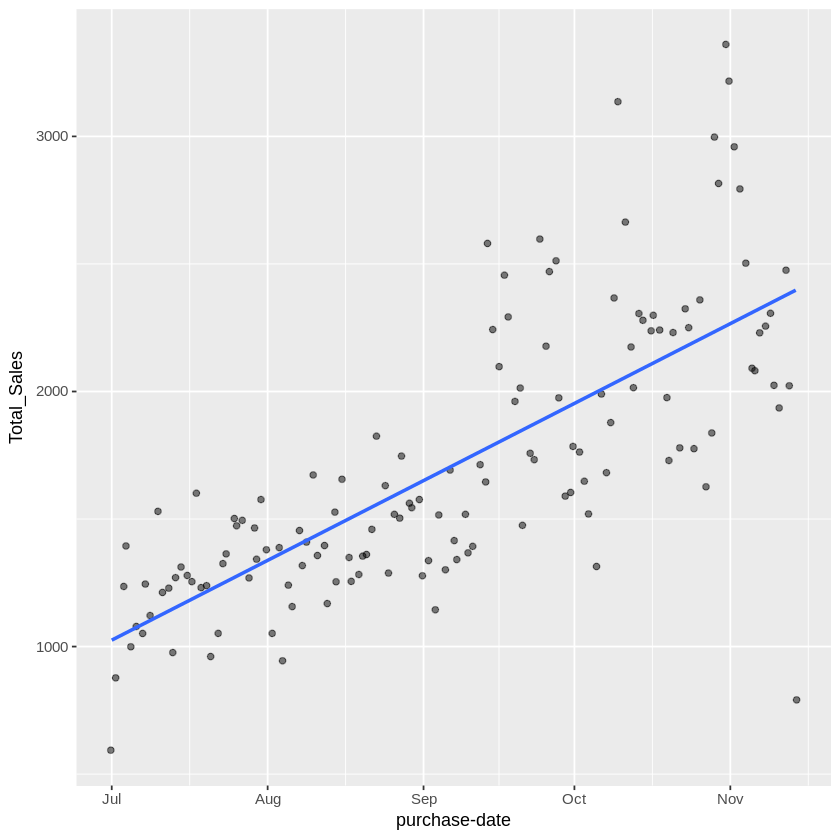 3000
2000
1000
Total_Sales
Jul
Aug
Sep
Oct
Nov
purchase-date